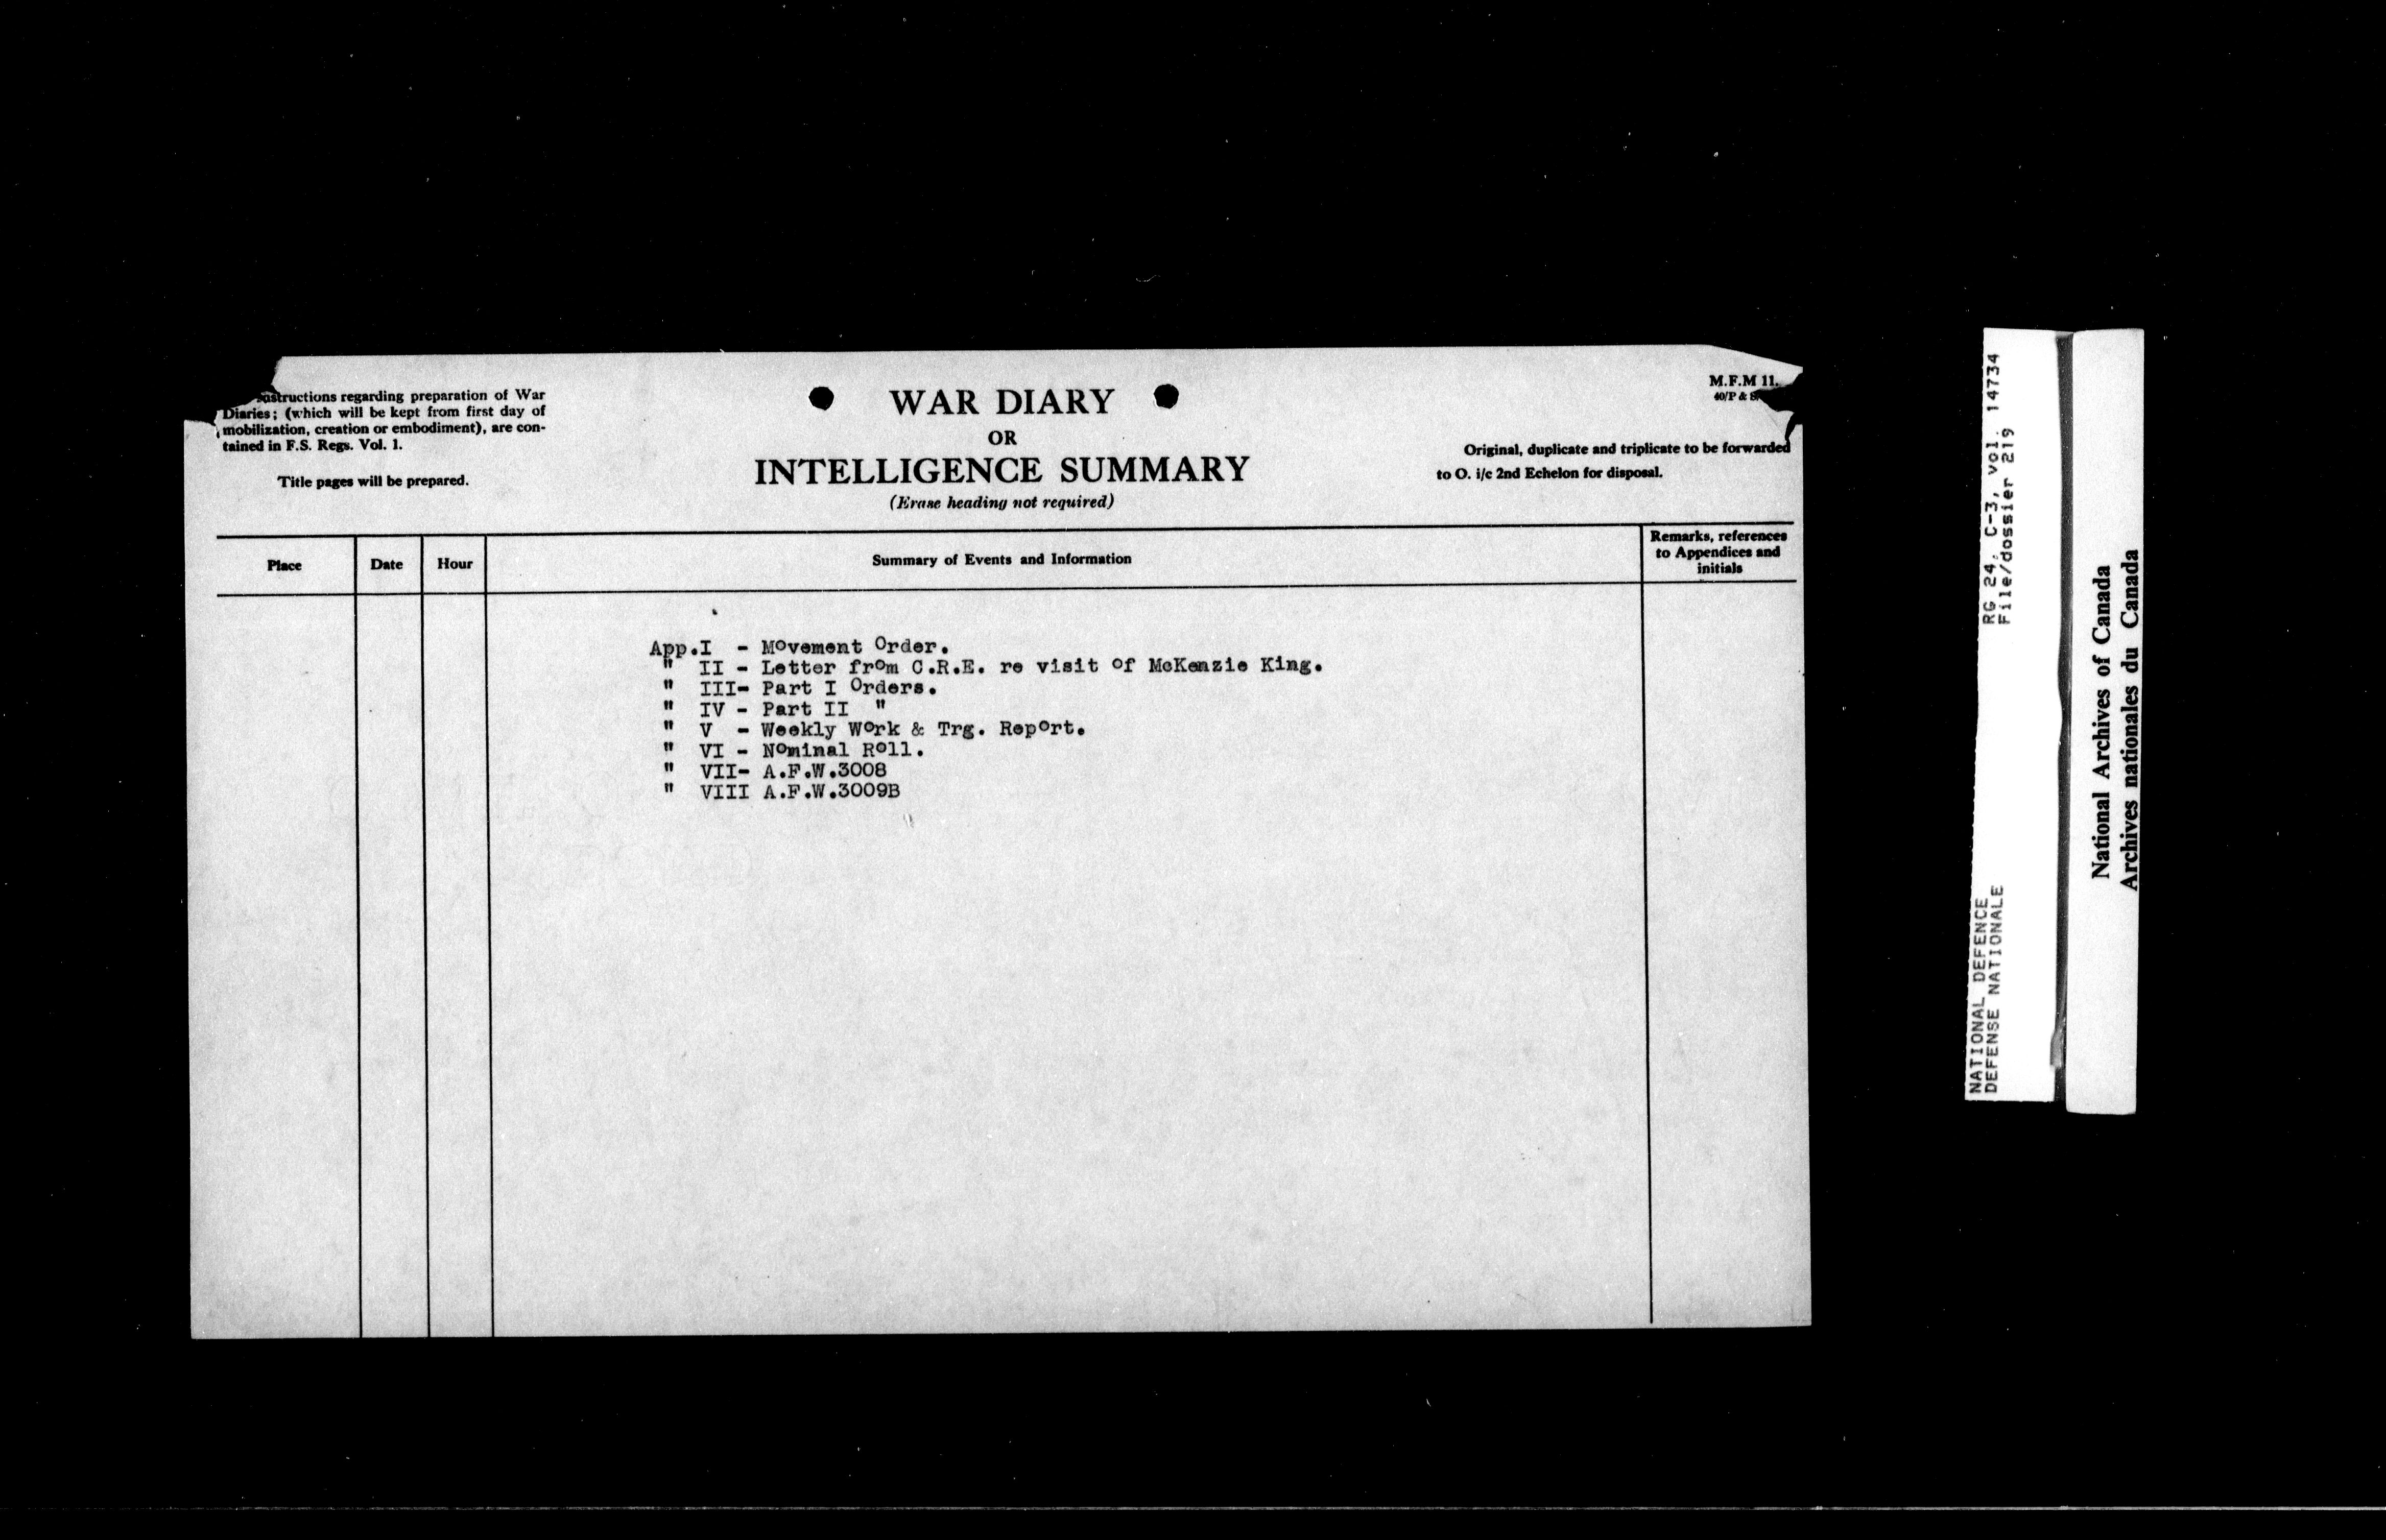 nstructions regarding preparation of War
Diaries; (which will be kept from first day of
mobilization, creation or embodiment), are con-
tained in F.S. Regs. Vol. 1.
Title pages will be prepared.
WAR DIARY
OR
INTELLIGENCE SUMMARY
(Erase heading not required)
M.F.M 11.
40/P & S
Original, duplicate and triplicate to be forwarded
to O. i/c 2nd Echelon for disposal.
Place Date Hour Summary of Events and Information Remarks, references
to Appendices and
initials
App.I - Movement Order.
" II - Letter from C.R.E. re visit of McKenzie King.
" III- Part I Orders.
" IV - Part II "
" V - Weekly Work & Trg. Report.
" VI - Nominal Roll.
" VII- A.F.W.3008
" VIII A.F.W.3009B
NATIONAL DEFENCE RG 24, C-3, vol. 14734
DEFENSE NATIONALE File/dossier 219
National Archives of Canada
Archives nationales du Canada